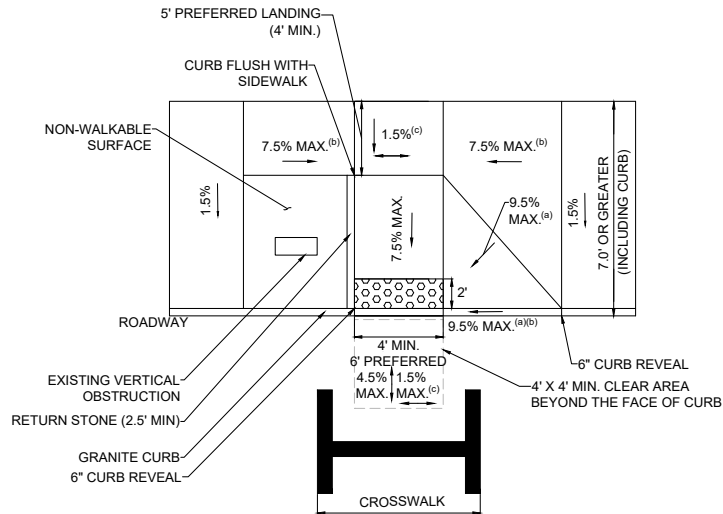 5' PREFERRED LANDING
(4' MIN.)
CURB FLUSH WITH
SIDEWALK
NON-WALKABLE
SURFACE
7.5% MAX.(b)
1.5%(c)
7.5% MAX.(b)
1.5%
7.5% MAX.
9.5%
MAX.(a)
1.5%
7.0' OR GREATER
(INCLUDING CURB)
2'
ROADWAY
9.5% MAX.(a)(b)
4' MIN.
6' PREFERRED
4.5%
MAX.
1.5%
MAX.(c)
6" CURB REVEAL
4' X 4' MIN. CLEAR AREA
BEYOND THE FACE OF CURB
EXISTING VERTICAL
OBSTRUCTION
RETURN STONE (2.5' MIN)
GRANITE CURB
6" CURB REVEAL
CROSSWALK